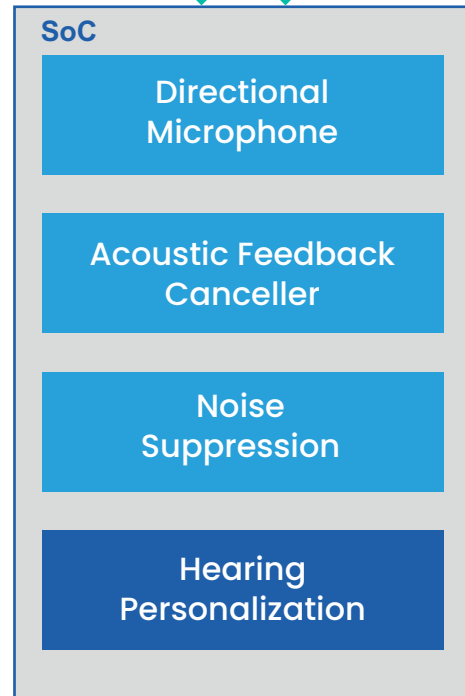 SoC
Directional
Microphone
Acoustic Feedback
Canceller
Noise
Suppression
Hearing
Personalization